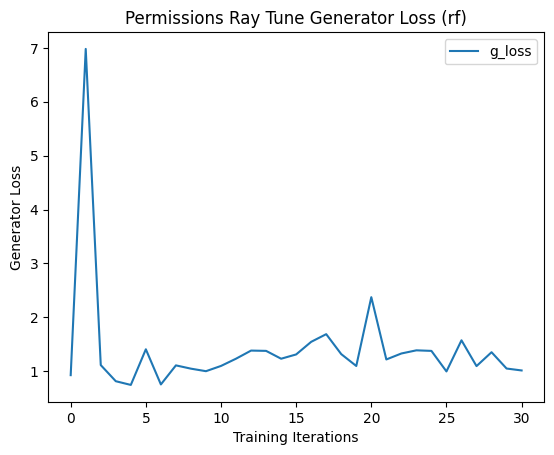 Permissions Ray Tune Generator Loss (rf)
g_loss
Generator Loss
7
6
5
4
3
2
1
0 5 10 15 20 25 30
Training Iterations